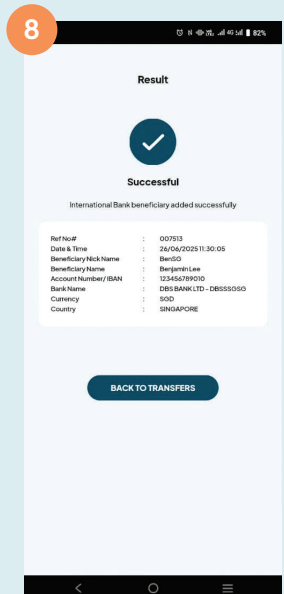 8
4G 82%
Result
Successful
International Bank beneficiary added successfully
Ref No# : 007513
Date & Time : 26/06/2025 11:30:05
Beneficiary Nick Name : BenSG
Beneficiary Name : Benjamin Lee
Account Number/ IBAN : 123456789010
Bank Name : DBS BANK LTD - DBSSSGSG
Currency : SGD
Country : SINGAPORE
BACK TO TRANSFERS